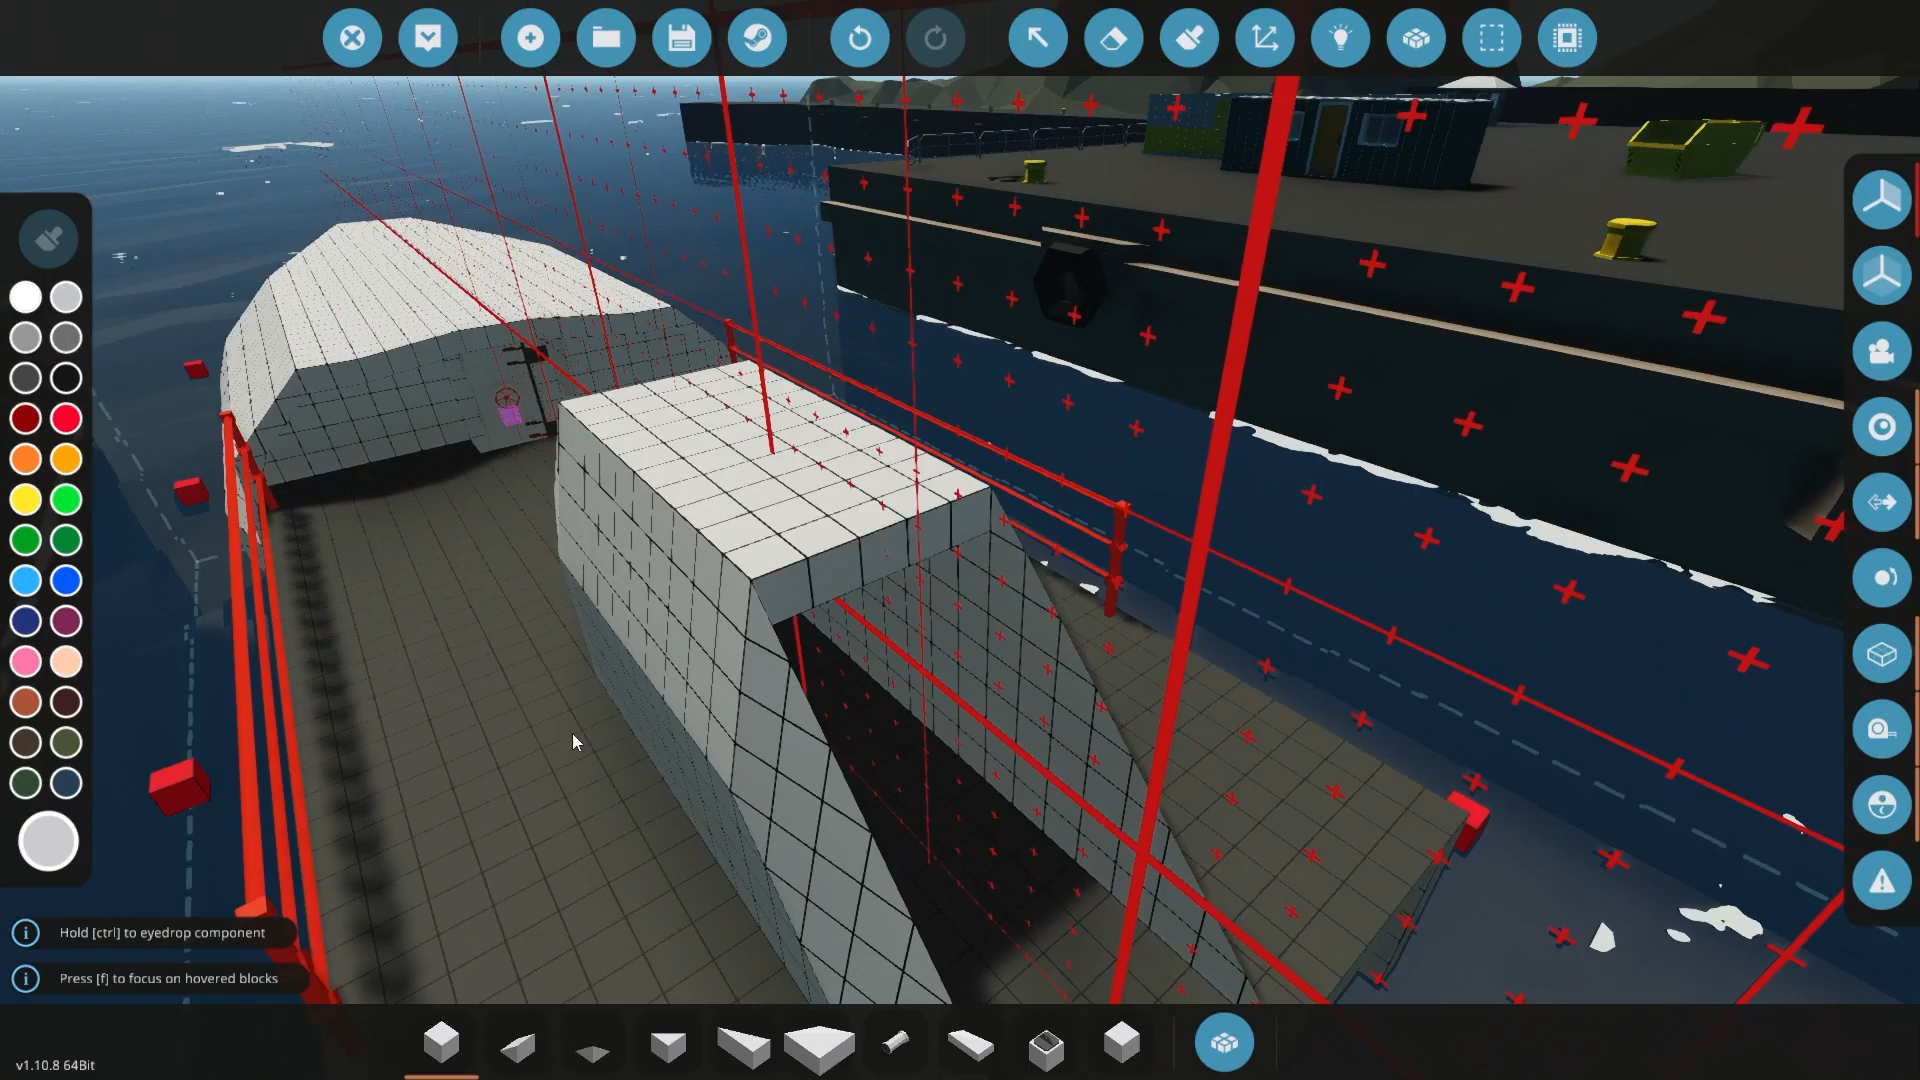 Hold [ctrl] to eyedrop component
Press [f] to focus on hovered blocks
v1.10.8 64Bit